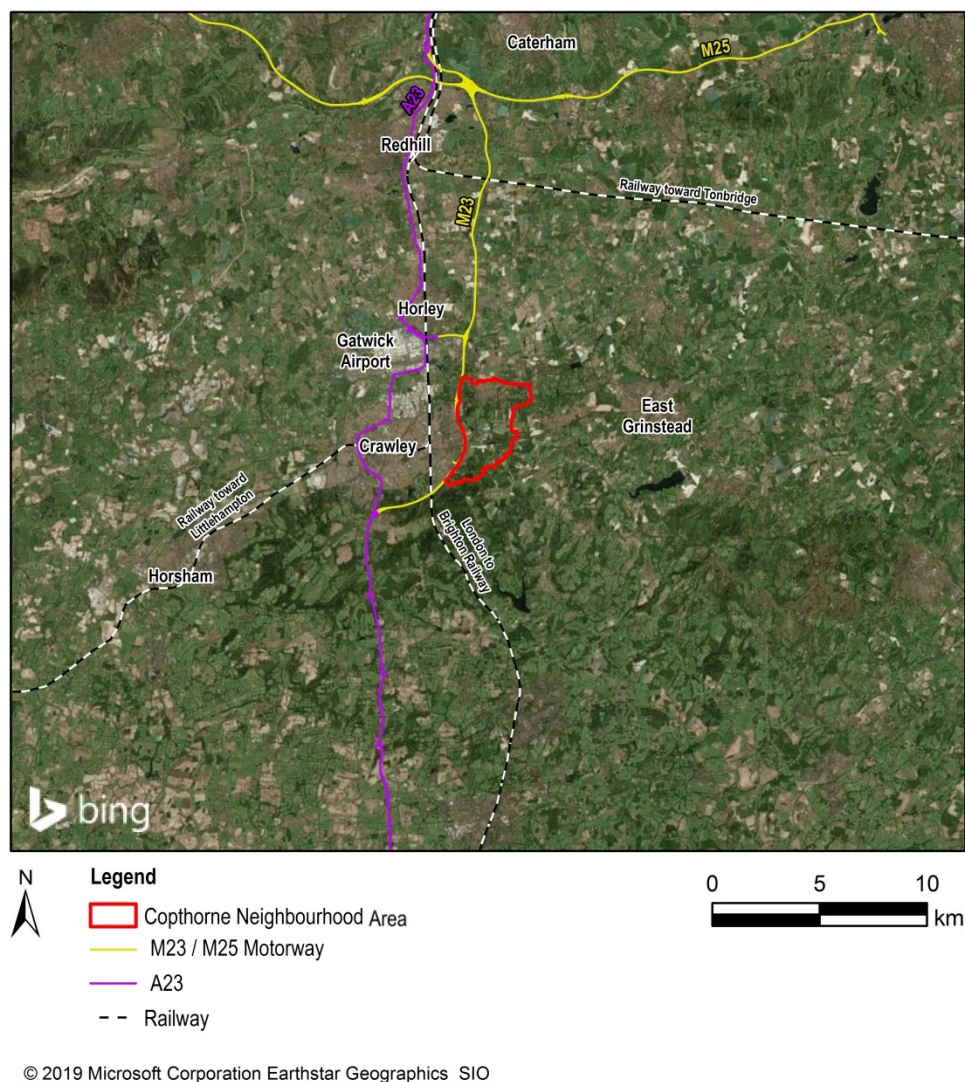 Caterham
M25
A23
Redhill
Railway toward Tonbridge
M23
Horley
Gatwick
Airport
East
Grinstead
Crawley
Railway toward
Littlehampton
London to
Brighton Railway
Horsham
bing
N
Legend
Copthorne Neighbourhood Area
M23 / M25 Motorway
A23
Railway
0 5 10
km
© 2019 Microsoft Corporation Earthstar Geographics SIO